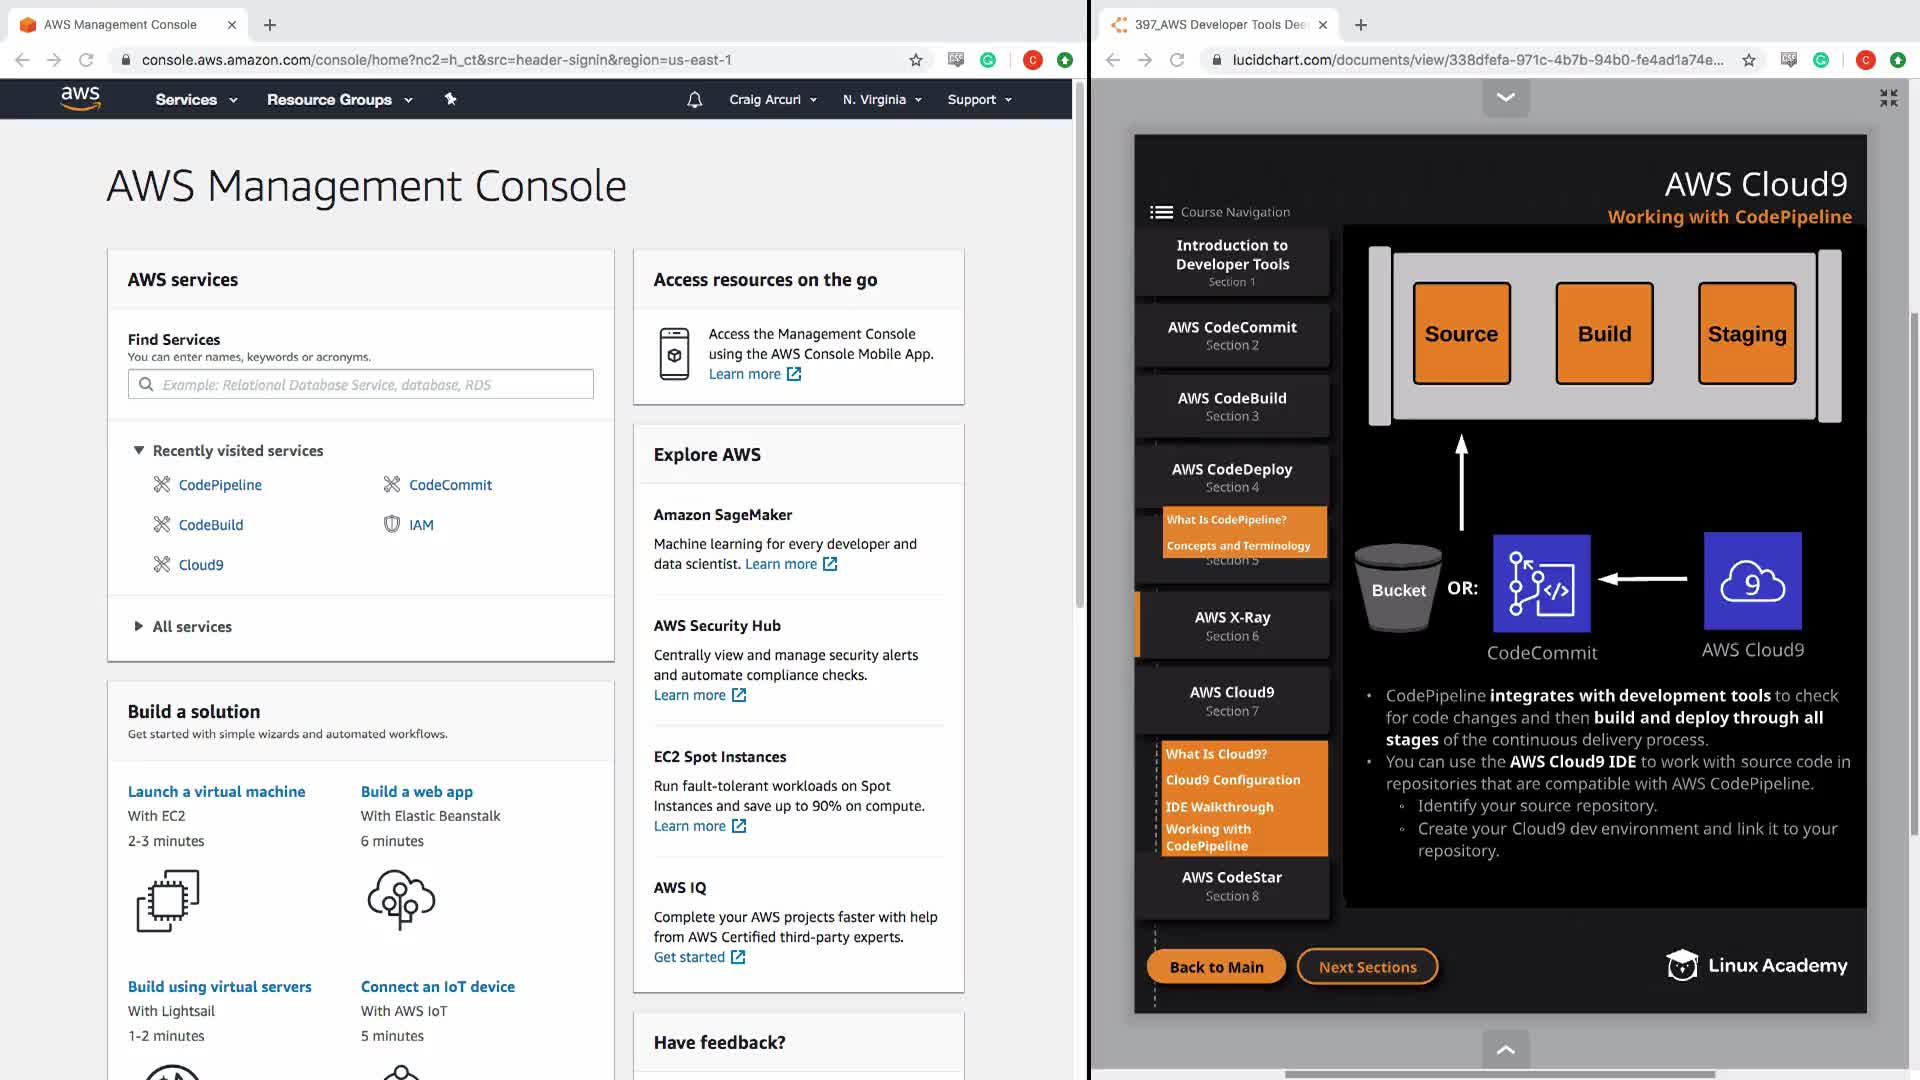 AWS Management Console
console.aws.amazon.com/console/home?nc2=h_ct&src=header-signin&region=us-east-1
C
aws
Services
Resource Groups
Craig Arcuri
N. Virginia
Support
AWS Management Console
AWS services
Find Services
You can enter names, keywords or acronyms.
Example: Relational Database Service, database, RDS
Recently visited services
CodePipeline
CodeCommit
CodeBuild
IAM
Cloud9
All services
Build a solution
Get started with simple wizards and automated workflows.
Launch a virtual machine
With EC2
2-3 minutes
Build a web app
With Elastic Beanstalk
6 minutes
Build using virtual servers
With Lightsail
1-2 minutes
Connect an IoT device
With AWS IoT
5 minutes
Access resources on the go
Access the Management Console
using the AWS Console Mobile App.
Learn more
Explore AWS
Amazon SageMaker
Machine learning for every developer and
data scientist. Learn more
AWS Security Hub
Centrally view and manage security alerts
and automate compliance checks.
Learn more
EC2 Spot Instances
Run fault-tolerant workloads on Spot
Instances and save up to 90% on compute.
Learn more
AWS IQ
Complete your AWS projects faster with help
from AWS Certified third-party experts.
Get started
Have feedback?
397_AWS Developer Tools Dee
lucidchart.com/documents/view/338dfefa-971c-4b7b-94b0-fe4ad1a74e...
C
AWS Cloud9
Working with CodePipeline
Course Navigation
Introduction to
Developer Tools
Section 1
AWS CodeCommit
Section 2
AWS CodeBuild
Section 3
AWS CodeDeploy
Section 4
What Is CodePipeline?
Concepts and Terminology
Section 5
AWS X-Ray
Section 6
AWS Cloud9
Section 7
What Is Cloud9?
Cloud9 Configuration
IDE Walkthrough
Working with
CodePipeline
AWS CodeStar
Section 8
Source
Build
Staging
Bucket
OR:
9
CodeCommit
AWS Cloud9
• CodePipeline integrates with development tools to check
for code changes and then build and deploy through all
stages of the continuous delivery process.
• You can use the AWS Cloud9 IDE to work with source code in
repositories that are compatible with AWS CodePipeline.
◦ Identify your source repository.
◦ Create your Cloud9 dev environment and link it to your
repository.
Back to Main
Next Sections
Linux Academy